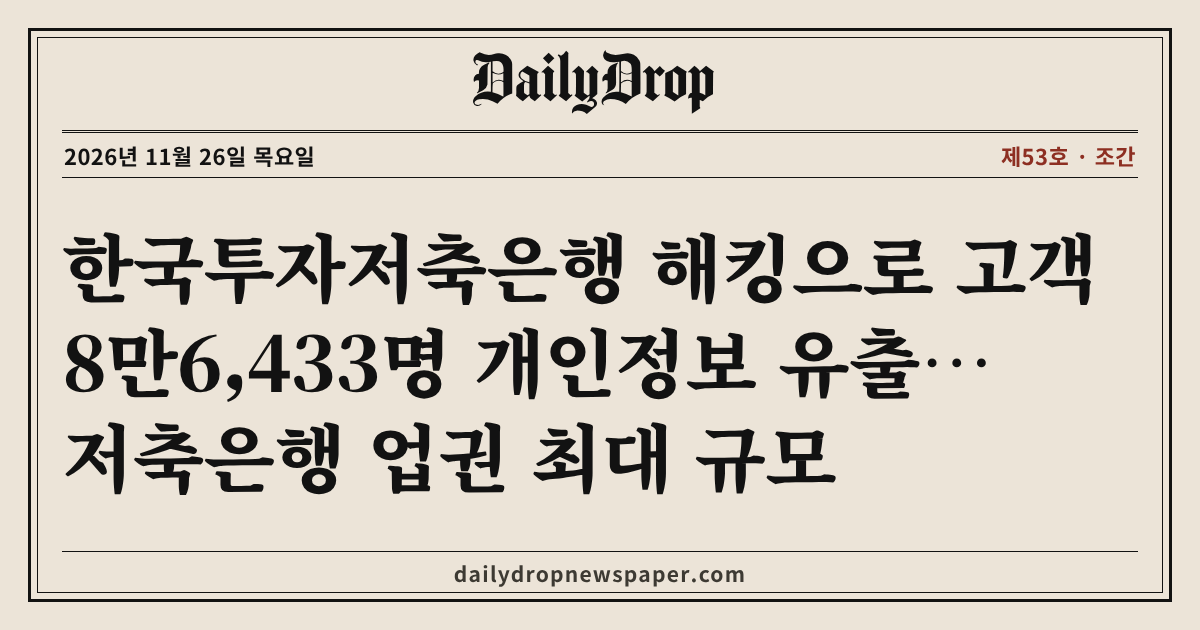 DailyDrop
2026년 11월 26일 목요일
제53호 · 조간
한국투자저축은행 해킹으로 고객
8만6,433명 개인정보 유출…
저축은행 업권 최대 규모
dailydropnewspaper.com